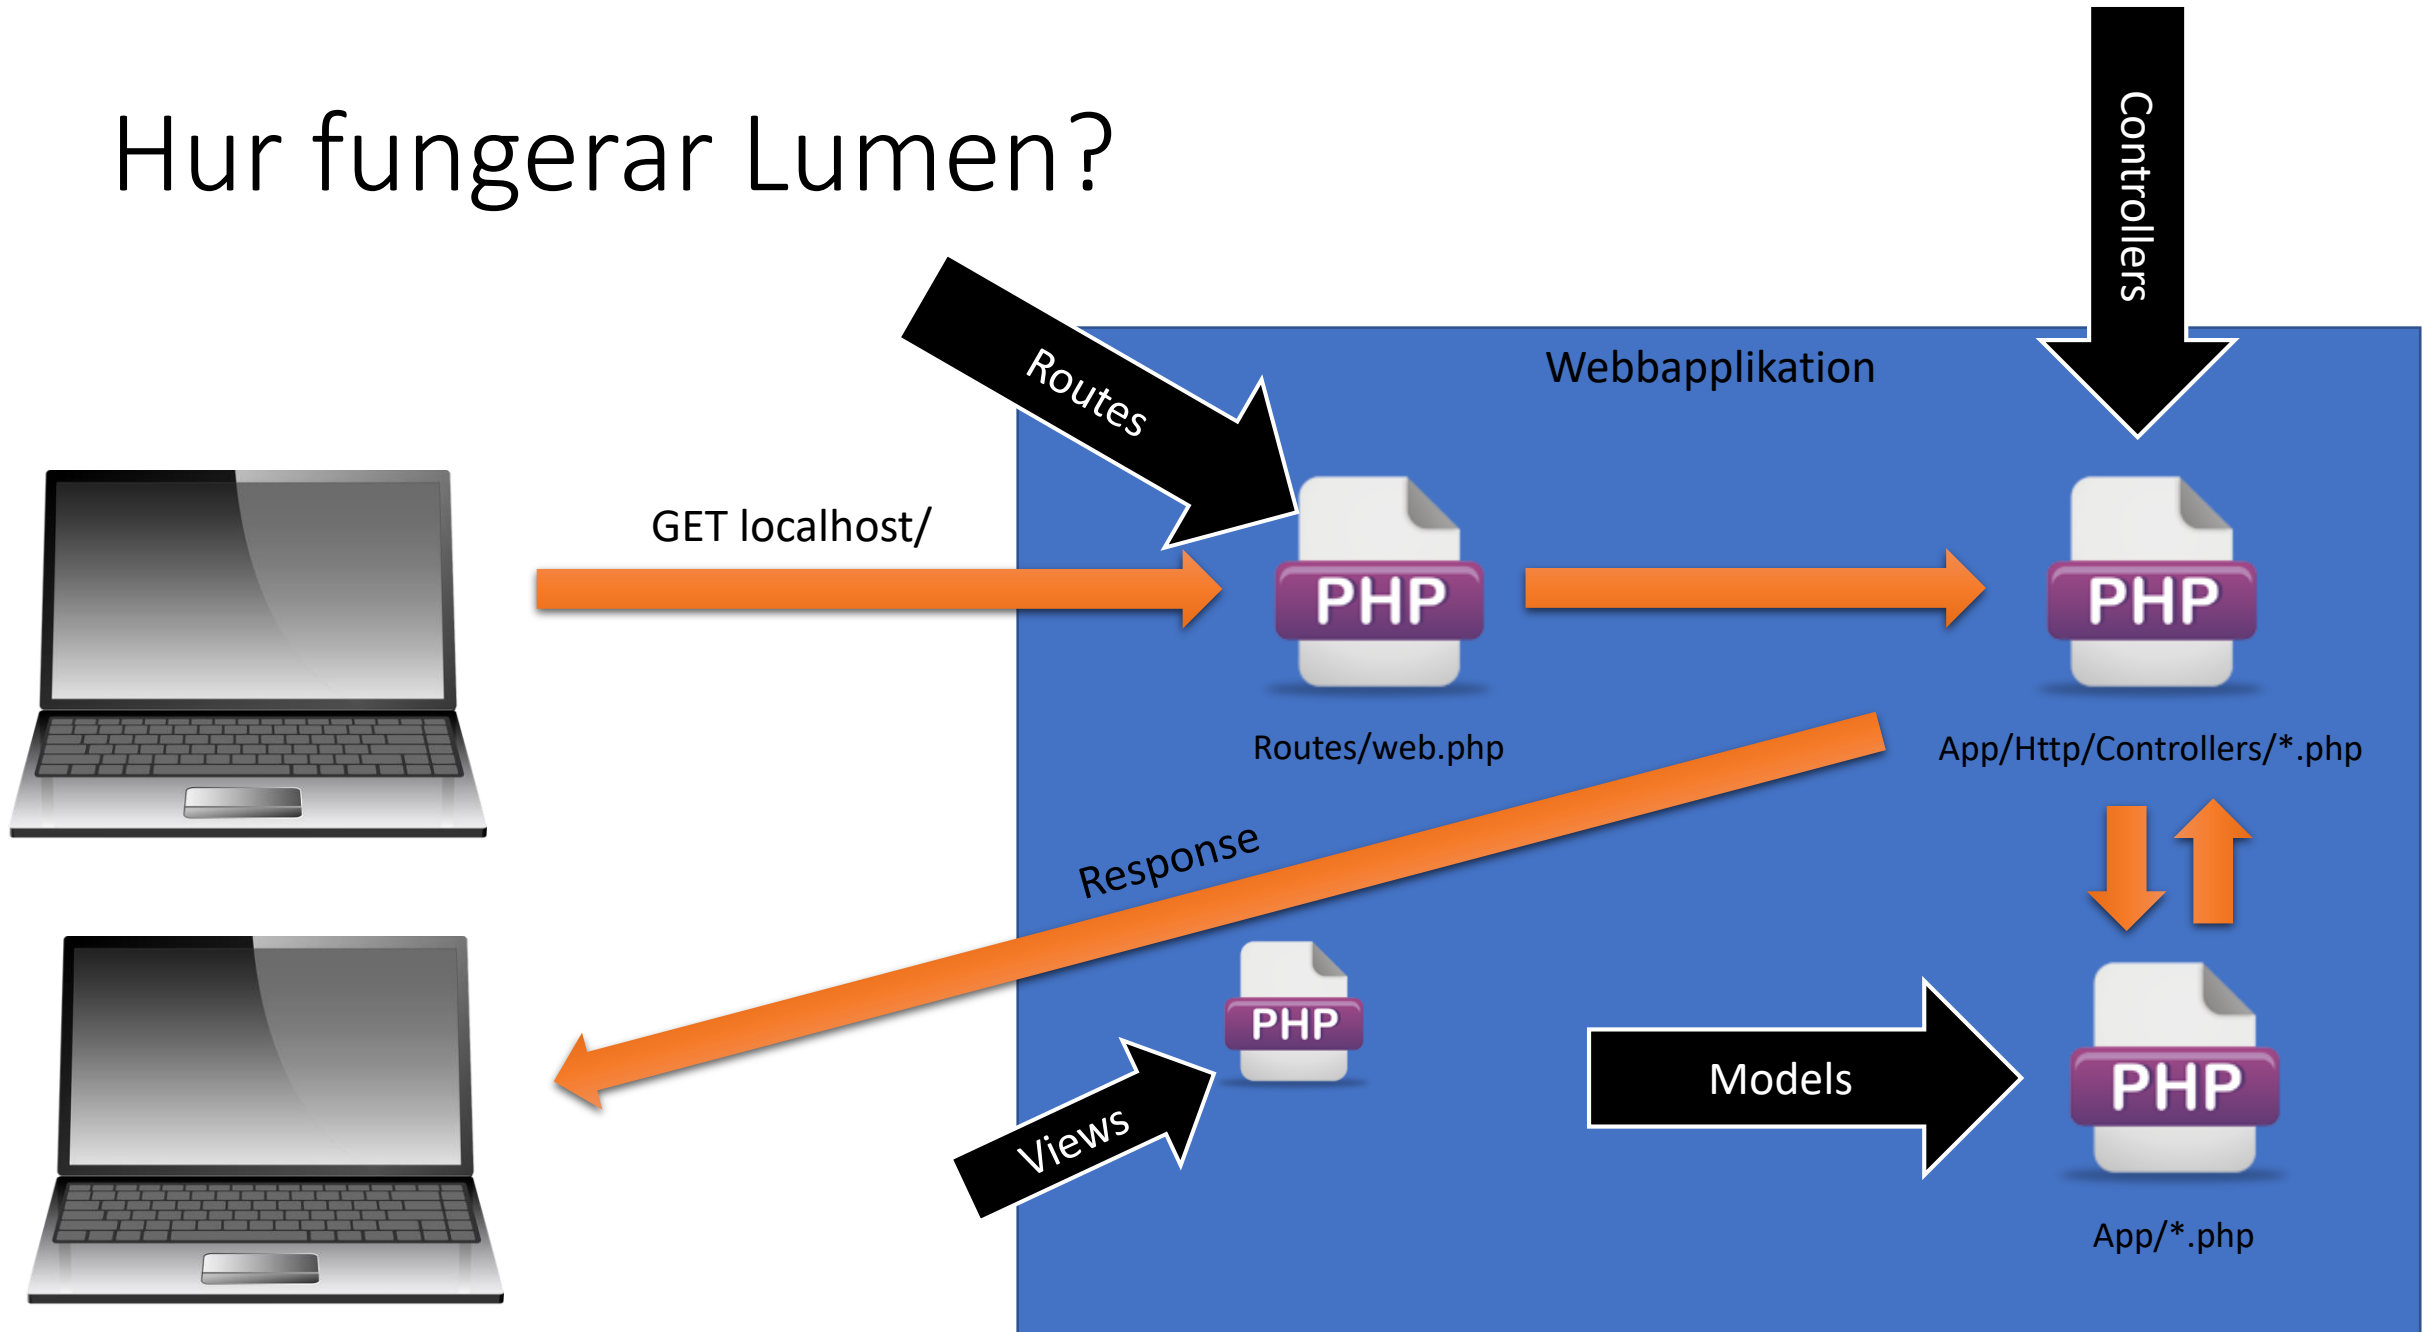 Hur fungerar Lumen?
Controllers
Routes
Webbapplikation
GET localhost/
PHP
PHP
Routes/web.php
App/Http/Controllers/*.php
Response
PHP
Views
Models
PHP
App/*.php